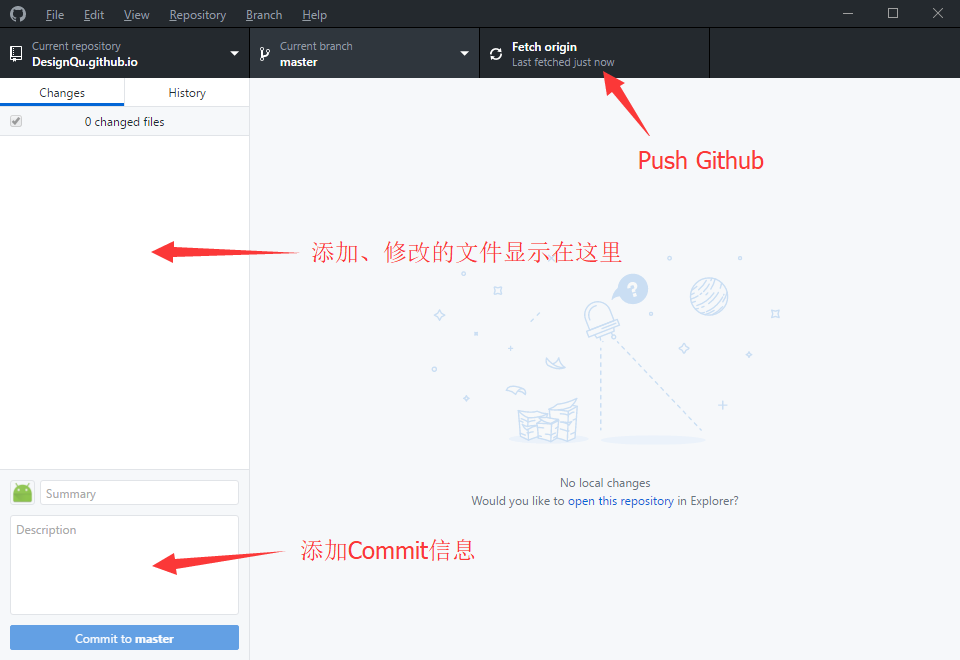 File Edit View Repository Branch Help
Current repository
DesignQu.github.io
Current branch
master
Fetch origin
Last fetched just now
Changes History
0 changed files
Push Github
添加、修改的文件显示在这里
?
No local changes
Would you like to open this repository in Explorer?
Summary
Description
添加Commit信息
Commit to master